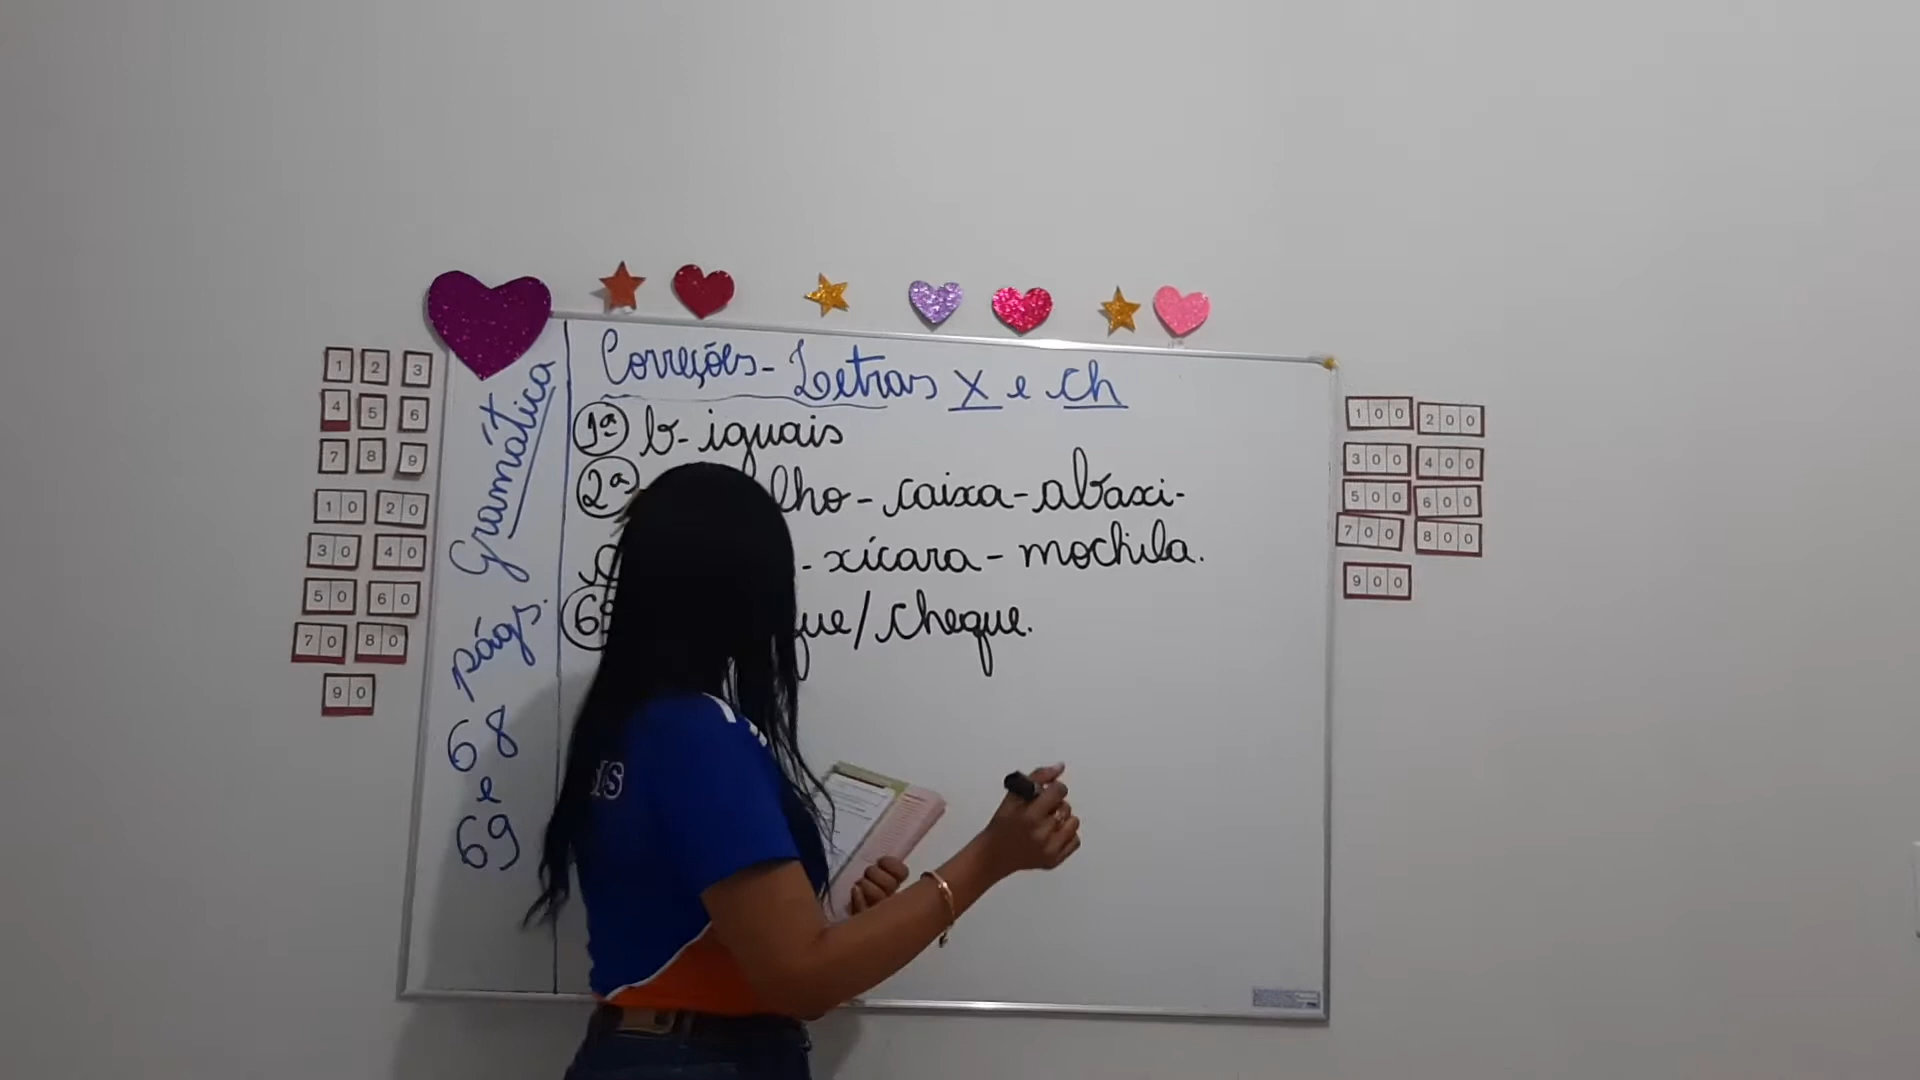 Correções - Letras x e ch
1ª b- iguais
2ª lho - caixa - abaxi-
- xícara - mochila.
6ª que/cheque.
Gramática
págs.
68
e
69
1 2 3
4 5 6
7 8 9
10 20
30 40
50 60
70 80
90
100 200
300 400
500 600
700 800
900